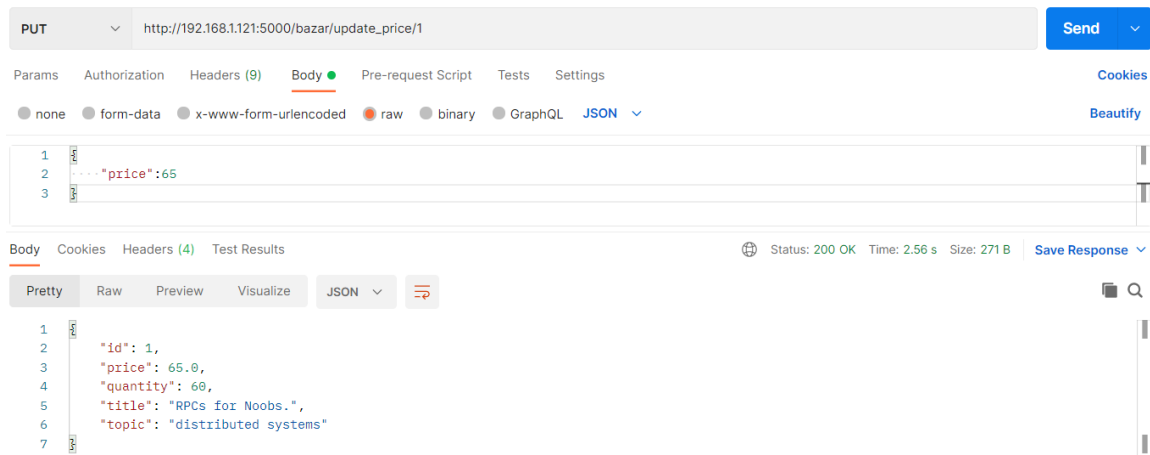 PUT http://192.168.1.121:5000/bazar/update_price/1 Send
Params Authorization Headers (9) Body Pre-request Script Tests Settings Cookies
none form-data x-www-form-urlencoded raw binary GraphQL JSON Beautify
1 {
2 ····"price":65
3 }
Body Cookies Headers (4) Test Results Status: 200 OK Time: 2.56 s Size: 271 B Save Response
Pretty Raw Preview Visualize JSON
1 {
2 "id": 1,
3 "price": 65.0,
4 "quantity": 60,
5 "title": "RPCs for Noobs.",
6 "topic": "distributed systems"
7 }